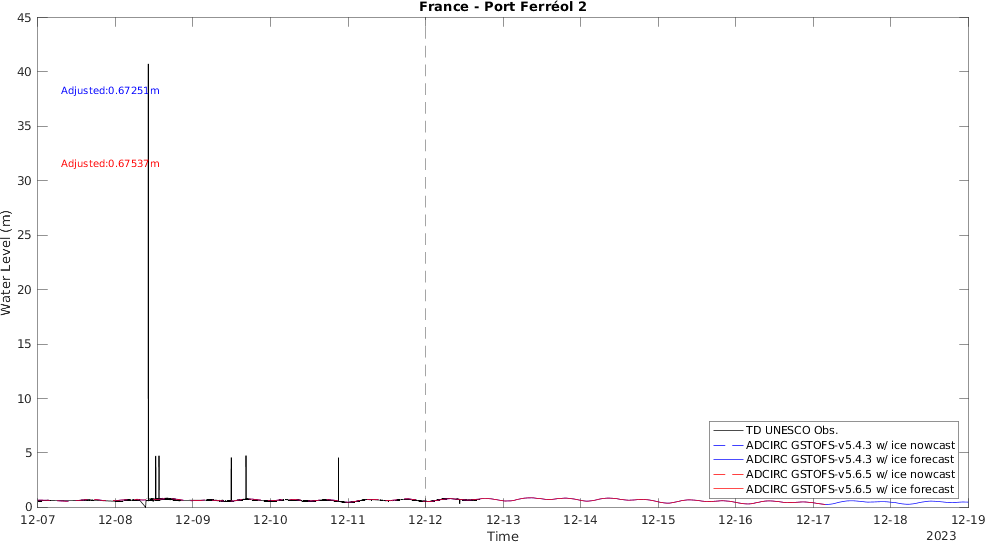 France - Port Ferréol 2
45
40
35
30
25
20
15
10
5
0
Water Level (m)
Adjusted:0.67251m
Adjusted:0.67537m
TD UNESCO Obs.
ADCIRC GSTOFS-v5.4.3 w/ ice nowcast
ADCIRC GSTOFS-v5.4.3 w/ ice forecast
ADCIRC GSTOFS-v5.6.5 w/ ice nowcast
ADCIRC GSTOFS-v5.6.5 w/ ice forecast
12-07 12-08 12-09 12-10 12-11 12-12 12-13 12-14 12-15 12-16 12-17 12-18 12-19
Time
2023